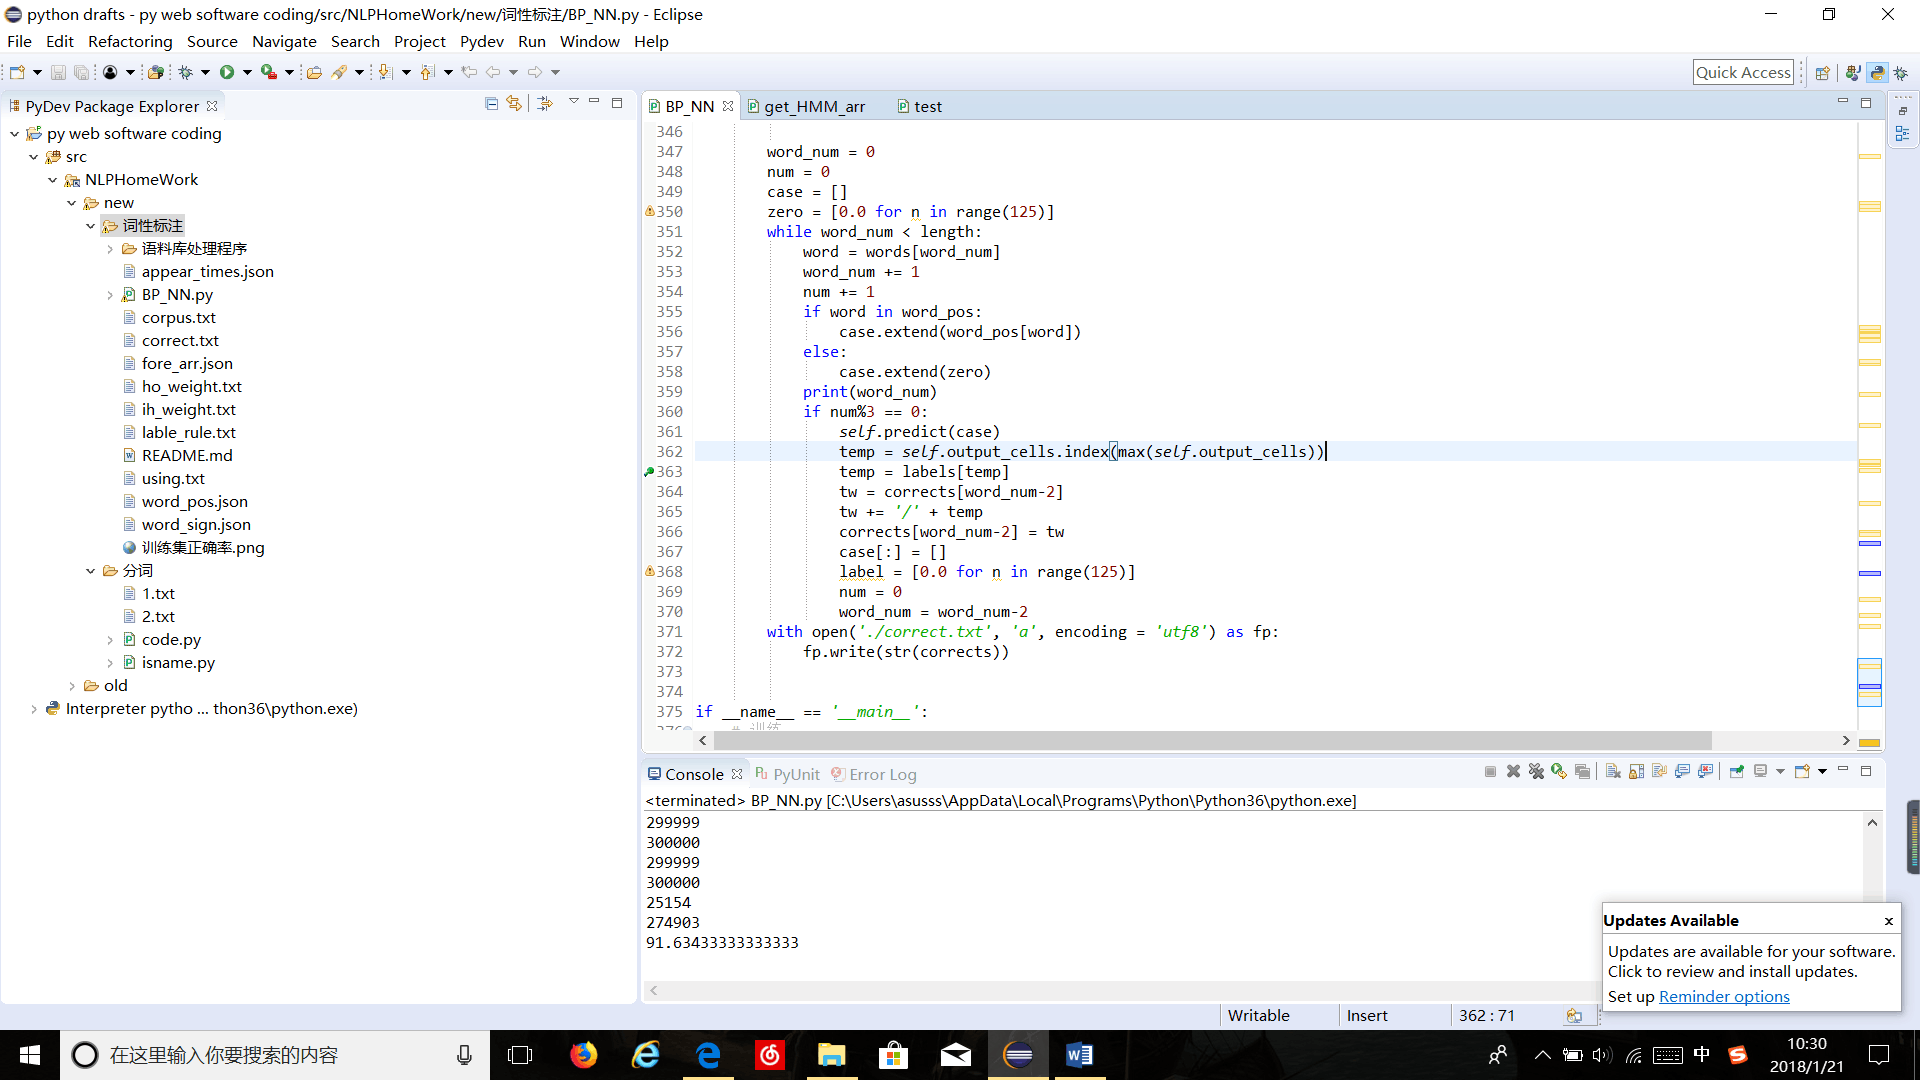 python drafts - py web software coding/src/NLPHomeWork/new/词性标注/BP_NN.py - Eclipse
File Edit Refactoring Source Navigate Search Project Pydev Run Window Help
Quick Access
PyDev Package Explorer
py web software coding
src
NLPHomeWork
new
词性标注
语料库处理程序
appear_times.json
BP_NN.py
corpus.txt
correct.txt
fore_arr.json
ho_weight.txt
ih_weight.txt
lable_rule.txt
README.md
using.txt
word_pos.json
word_sign.json
训练集正确率.png
分词
1.txt
2.txt
code.py
isname.py
old
Interpreter pytho ... thon36\python.exe)
BP_NN get_HMM_arr test
346
347 word_num = 0
348 num = 0
349 case = []
350 zero = [0.0 for n in range(125)]
351 while word_num < length:
352 word = words[word_num]
353 word_num += 1
354 num += 1
355 if word in word_pos:
356 case.extend(word_pos[word])
357 else:
358 case.extend(zero)
359 print(word_num)
360 if num%3 == 0:
361 self.predict(case)
362 temp = self.output_cells.index(max(self.output_cells))
363 temp = labels[temp]
364 tw = corrects[word_num-2]
365 tw += '/' + temp
366 corrects[word_num-2] = tw
367 case[:] = []
368 label = [0.0 for n in range(125)]
369 num = 0
370 word_num = word_num-2
371 with open('./correct.txt', 'a', encoding = 'utf8') as fp:
372 fp.write(str(corrects))
373
374
375 if __name__ == '__main__':
Console PyUnit Error Log
<terminated> BP_NN.py [C:\Users\asusss\AppData\Local\Programs\Python\Python36\python.exe]
299999
300000
299999
300000
25154
274903
91.63433333333333
Updates Available x
Updates are available for your software.
Click to review and install updates.
Set up Reminder options
Writable Insert 362 : 71
在这里输入你要搜索的内容
中
10:30
2018/1/21